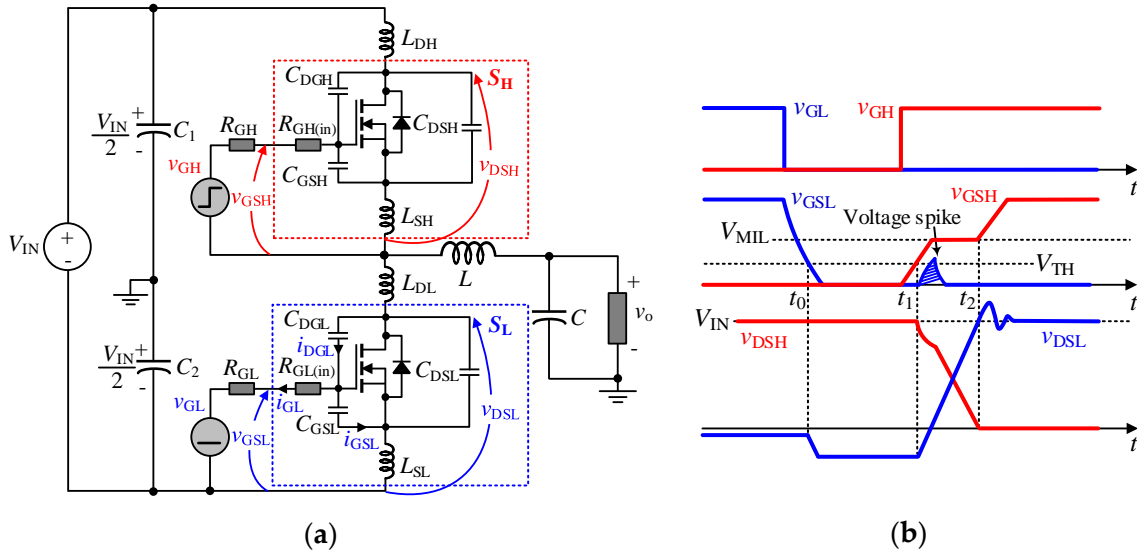 L_DH
C_DGH
S_H
V_IN/2
+
-
C_1
R_GH
R_GH(in)
C_DSH
v_GH
v_GSH
C_GSH
v_DSH
L_SH
V_IN
+
-
L
L_DL
C_DGL
S_L
i_DGL
C
+
v_o
-
V_IN/2
+
-
C_2
R_GL
R_GL(in)
C_DSL
v_GL
i_GL
v_GSL
C_GSL
i_GSL
v_DSL
L_SL
(a)
v_GL
v_GH
t
v_GSL
v_GSH
Voltage spike
V_MIL
V_TH
t_0
t_1
t_2
t
V_IN
v_DSH
v_DSL
t
(b)